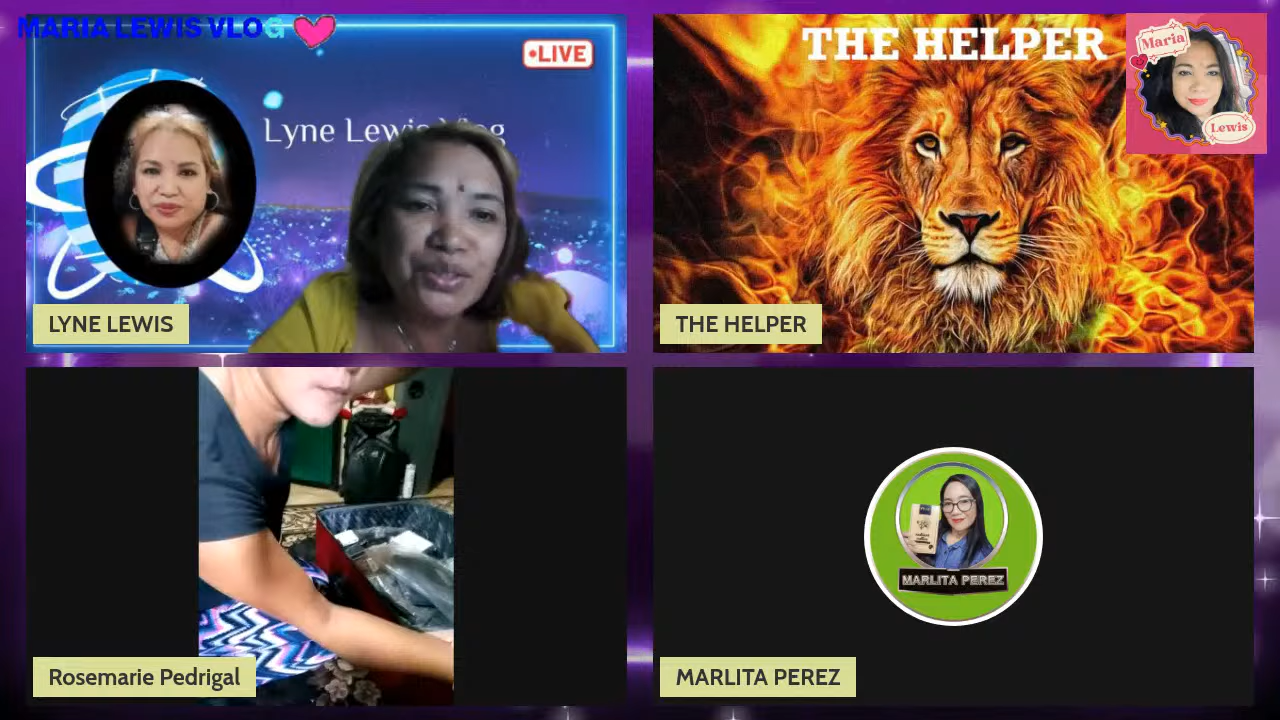 MARIA LEWIS VLOG
LIVE
Lyne Lewis Vlog
LYNE LEWIS
THE HELPER
Maria
Lewis
THE HELPER
Rosemarie Pedrigal
MARLITA PEREZ
MARLITA PEREZ